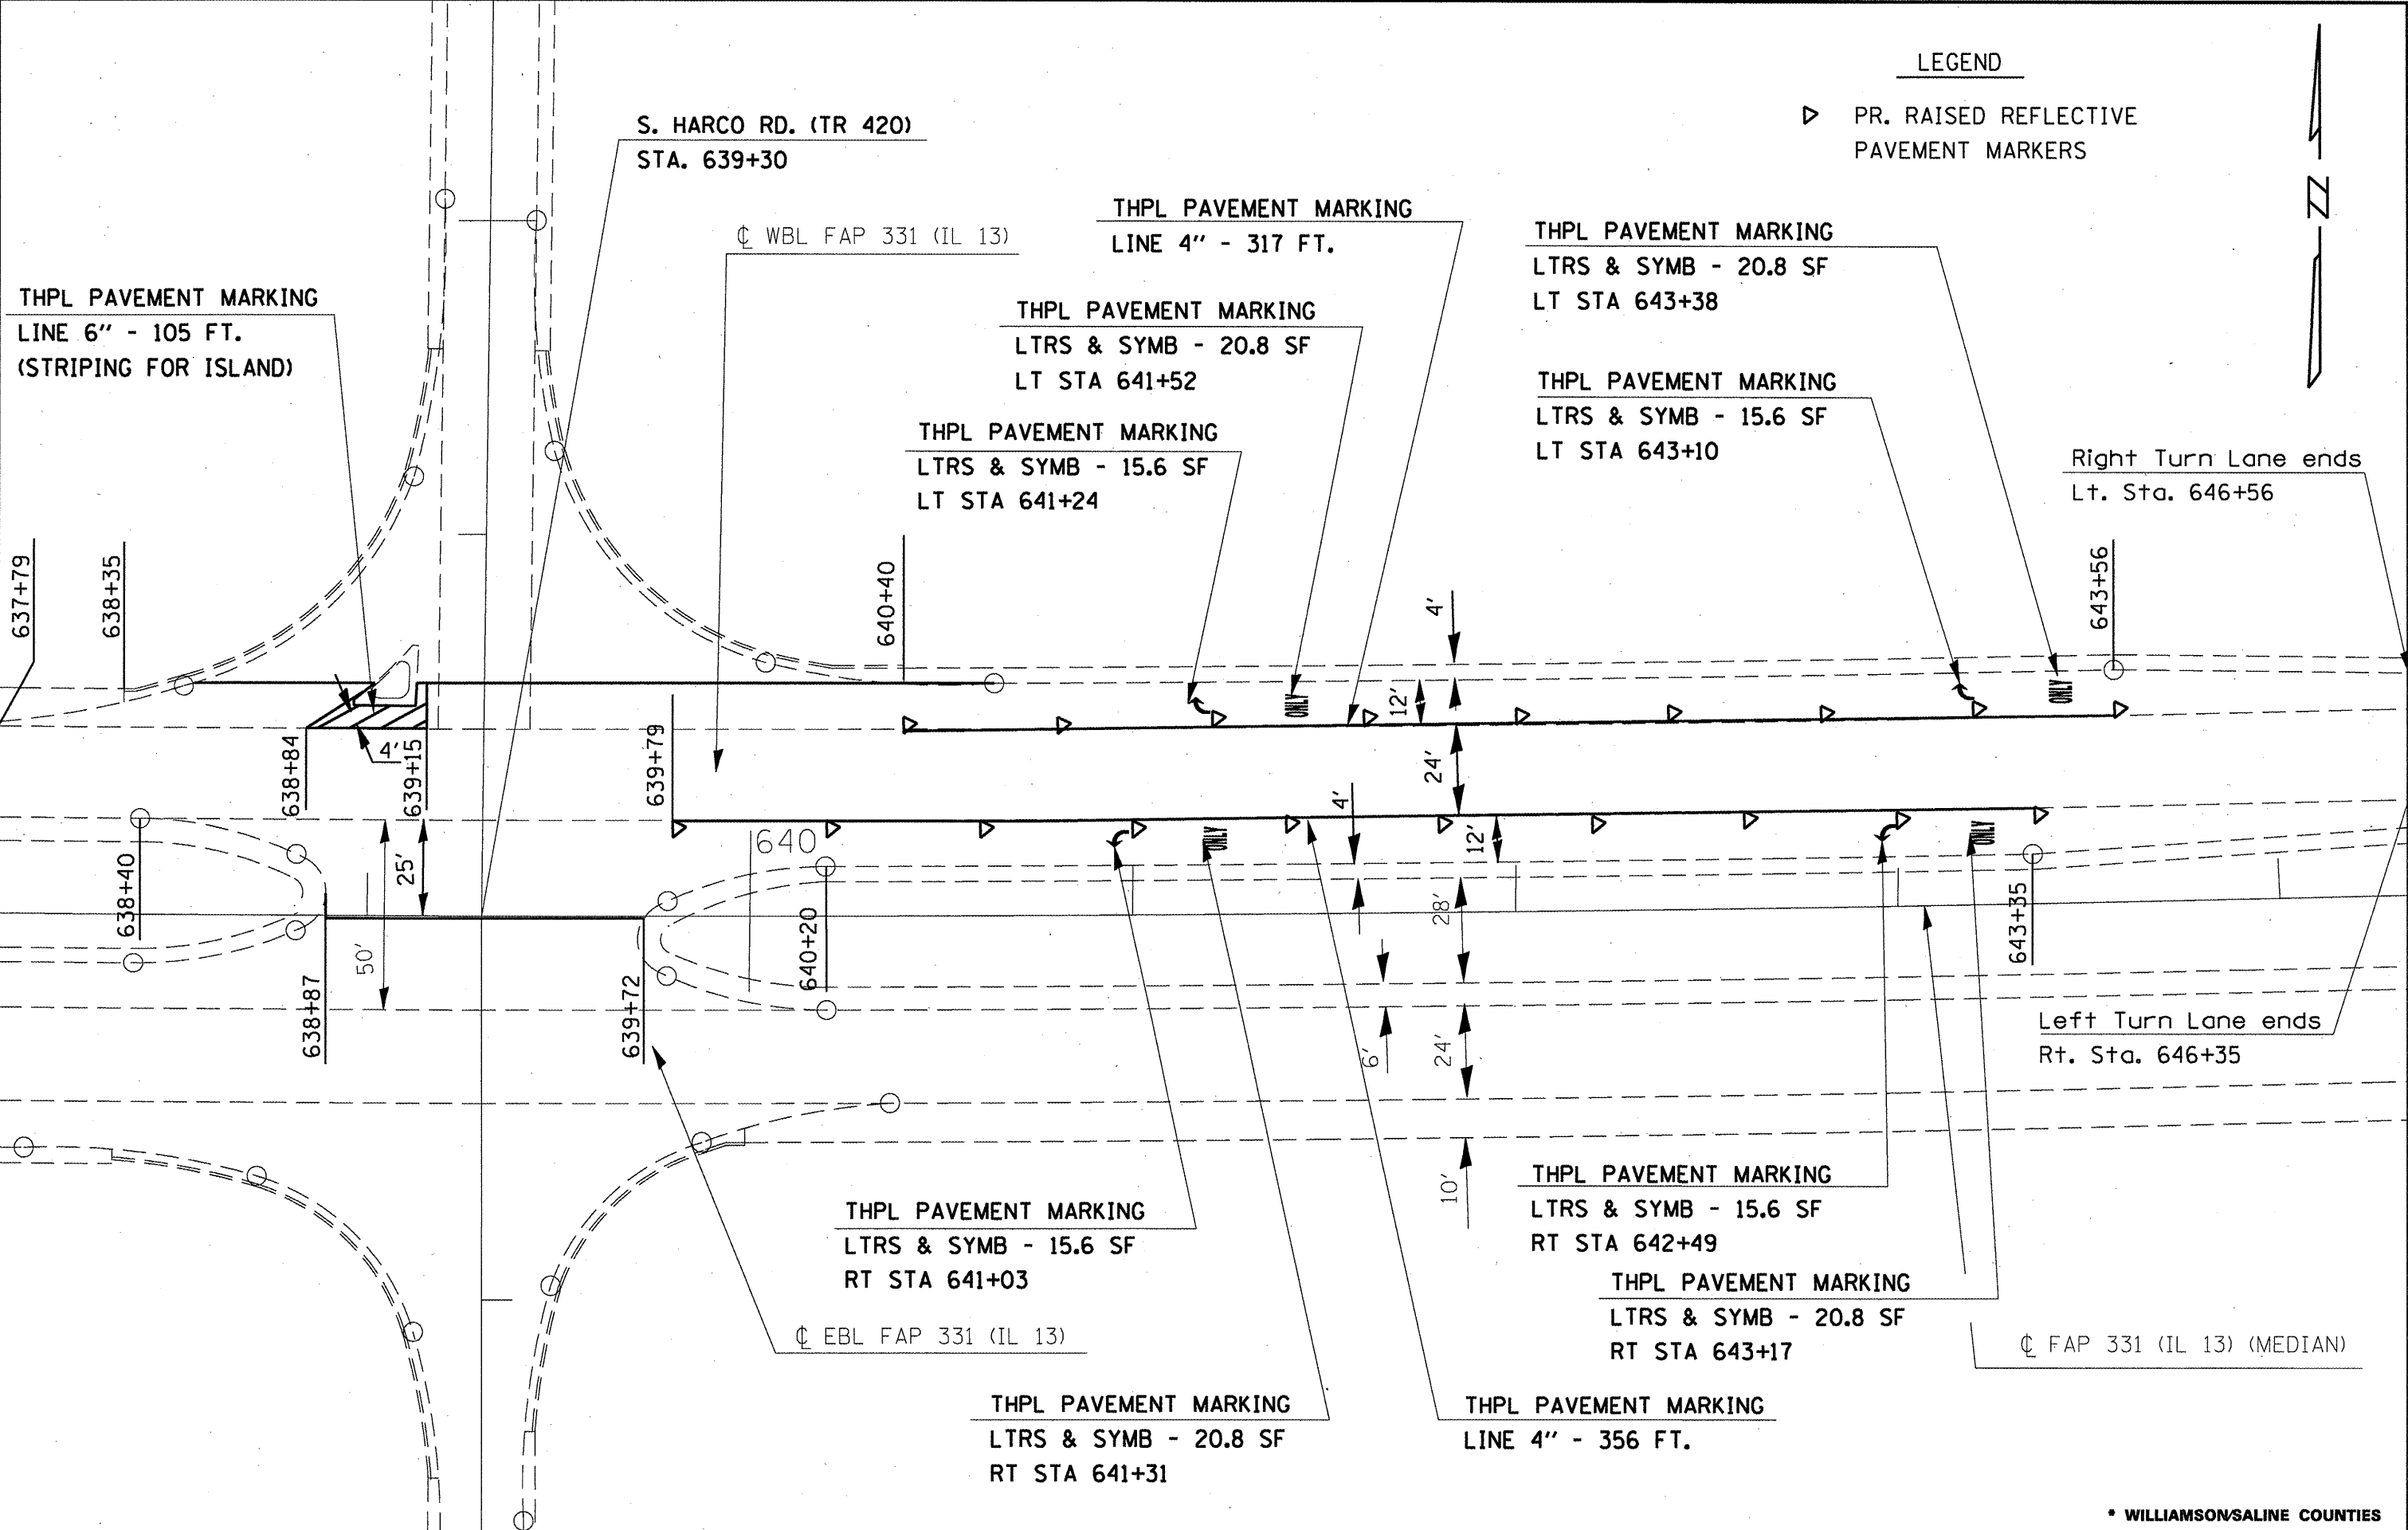 LEGEND
PR. RAISED REFLECTIVE
PAVEMENT MARKERS
N
S. HARCO RD. (TR 420)
STA. 639+30
℄ WBL FAP 331 (IL 13)
THPL PAVEMENT MARKING
LINE 4" - 317 FT.
THPL PAVEMENT MARKING
LTRS & SYMB - 20.8 SF
LT STA 643+38
THPL PAVEMENT MARKING
LINE 6" - 105 FT.
(STRIPING FOR ISLAND)
THPL PAVEMENT MARKING
LTRS & SYMB - 20.8 SF
LT STA 641+52
THPL PAVEMENT MARKING
LTRS & SYMB - 15.6 SF
LT STA 643+10
THPL PAVEMENT MARKING
LTRS & SYMB - 15.6 SF
LT STA 641+24
Right Turn Lane ends
Lt. Sta. 646+56
637+79
638+35
640+40
643+56
4'
12'
ONLY
ONLY
638+84
4'
639+15
639+79
24'
4'
12'
640
ONLY
ONLY
638+40
25'
50'
640+20
28'
643+35
638+87
639+72
6'
24'
10'
Left Turn Lane ends
Rt. Sta. 646+35
THPL PAVEMENT MARKING
LTRS & SYMB - 15.6 SF
RT STA 641+03
THPL PAVEMENT MARKING
LTRS & SYMB - 15.6 SF
RT STA 642+49
THPL PAVEMENT MARKING
LTRS & SYMB - 20.8 SF
RT STA 643+17
℄ EBL FAP 331 (IL 13)
℄ FAP 331 (IL 13) (MEDIAN)
THPL PAVEMENT MARKING
LTRS & SYMB - 20.8 SF
RT STA 641+31
THPL PAVEMENT MARKING
LINE 4" - 356 FT.
* WILLIAMSON/SALINE COUNTIES